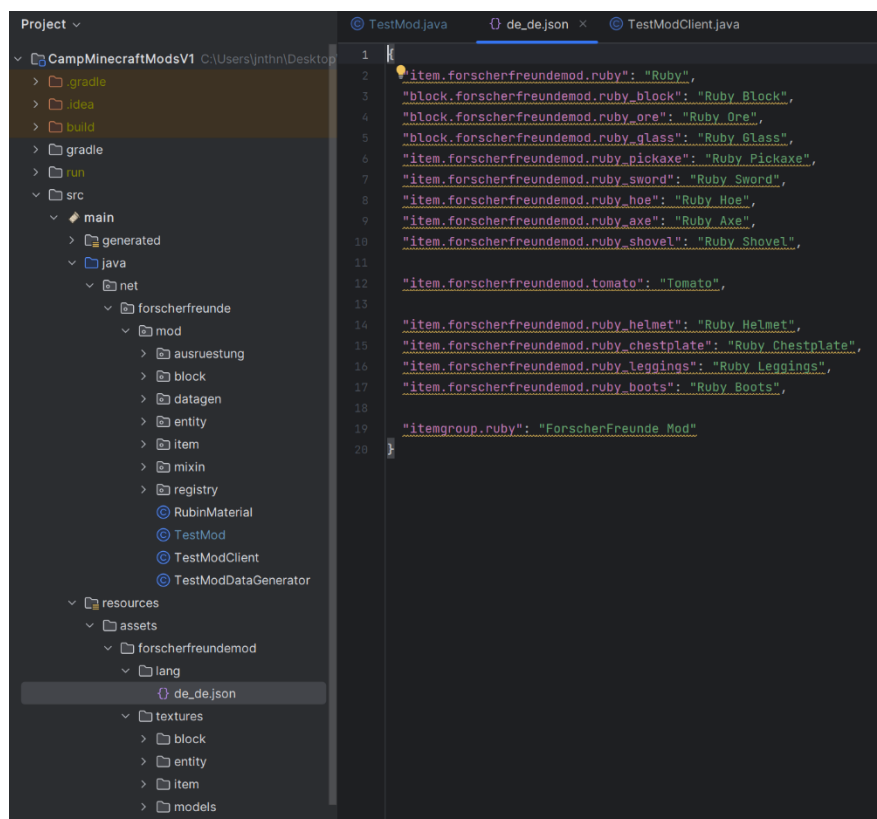 Project
TestMod.java
de_de.json
TestModClient.java
CampMinecraftModsV1 C:\Users\jnthn\Desktop
.gradle
.idea
build
gradle
run
src
main
generated
java
net
forscherfreunde
mod
ausruestung
block
datagen
entity
item
mixin
registry
RubinMaterial
TestMod
TestModClient
TestModDataGenerator
resources
assets
forscherfreundemod
lang
de_de.json
textures
block
entity
item
models
1 {
2 "item.forscherfreundemod.ruby": "Ruby",
3 "block.forscherfreundemod.ruby_block": "Ruby Block",
4 "block.forscherfreundemod.ruby_ore": "Ruby Ore",
5 "block.forscherfreundemod.ruby_glass": "Ruby Glass",
6 "item.forscherfreundemod.ruby_pickaxe": "Ruby Pickaxe",
7 "item.forscherfreundemod.ruby_sword": "Ruby Sword",
8 "item.forscherfreundemod.ruby_hoe": "Ruby Hoe",
9 "item.forscherfreundemod.ruby_axe": "Ruby Axe",
10 "item.forscherfreundemod.ruby_shovel": "Ruby Shovel",
11
12 "item.forscherfreundemod.tomato": "Tomato",
13
14 "item.forscherfreundemod.ruby_helmet": "Ruby Helmet",
15 "item.forscherfreundemod.ruby_chestplate": "Ruby Chestplate",
16 "item.forscherfreundemod.ruby_leggings": "Ruby Leggings",
17 "item.forscherfreundemod.ruby_boots": "Ruby Boots",
18
19 "itemgroup.ruby": "ForscherFreunde Mod"
20 }